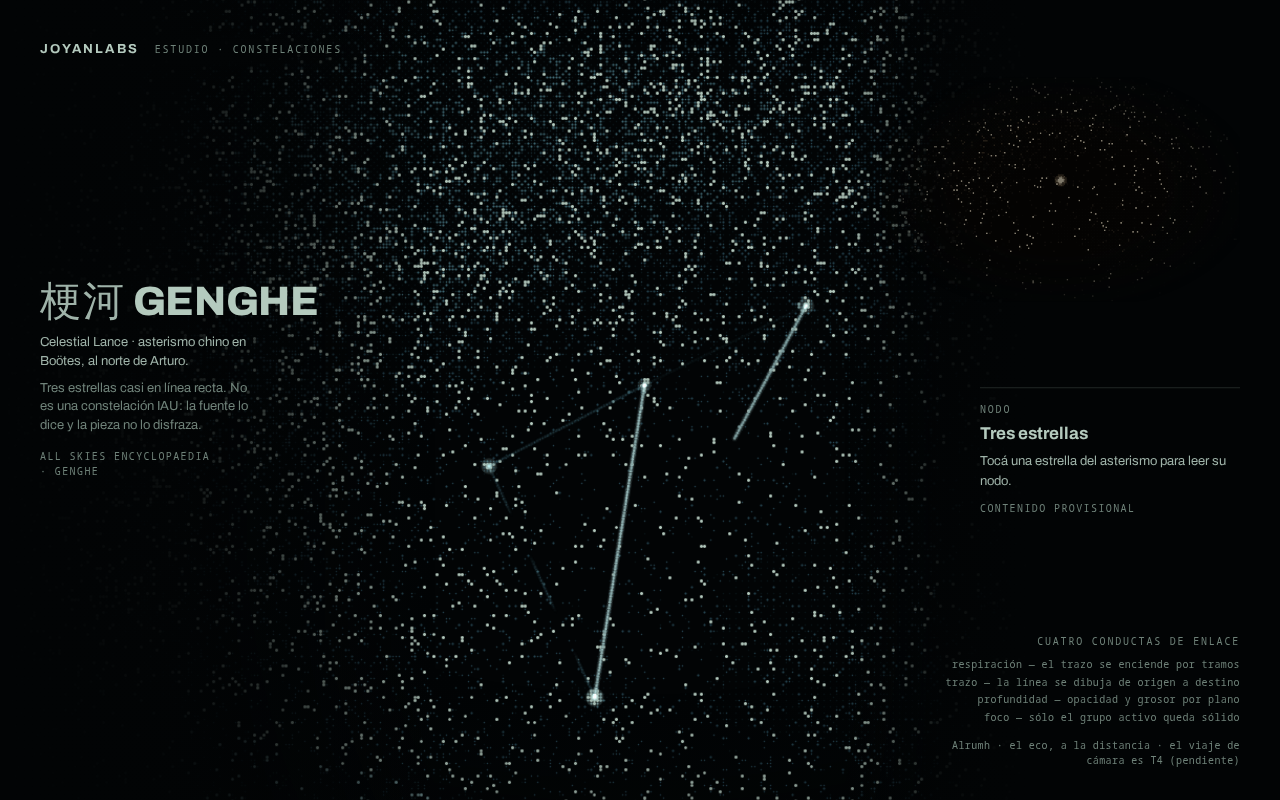 JOYANLABS ESTUDIO · CONSTELACIONES
梗河 GENGHE
Celestial Lance · asterismo chino en
Boötes, al norte de Arturo.
Tres estrellas casi en línea recta. No
es una constelación IAU: la fuente lo
dice y la pieza no lo disfraza.
ALL SKIES ENCYCLOPAEDIA
· GENGHE
NODO
Tres estrellas
Tocá una estrella del asterismo para leer su
nodo.
CONTENIDO PROVISIONAL
CUATRO CONDUCTAS DE ENLACE
respiración — el trazo se enciende por tramos
trazo — la línea se dibuja de origen a destino
profundidad — opacidad y grosor por plano
foco — sólo el grupo activo queda sólido
Alrumh · el eco, a la distancia · el viaje de
cámara es T4 (pendiente)